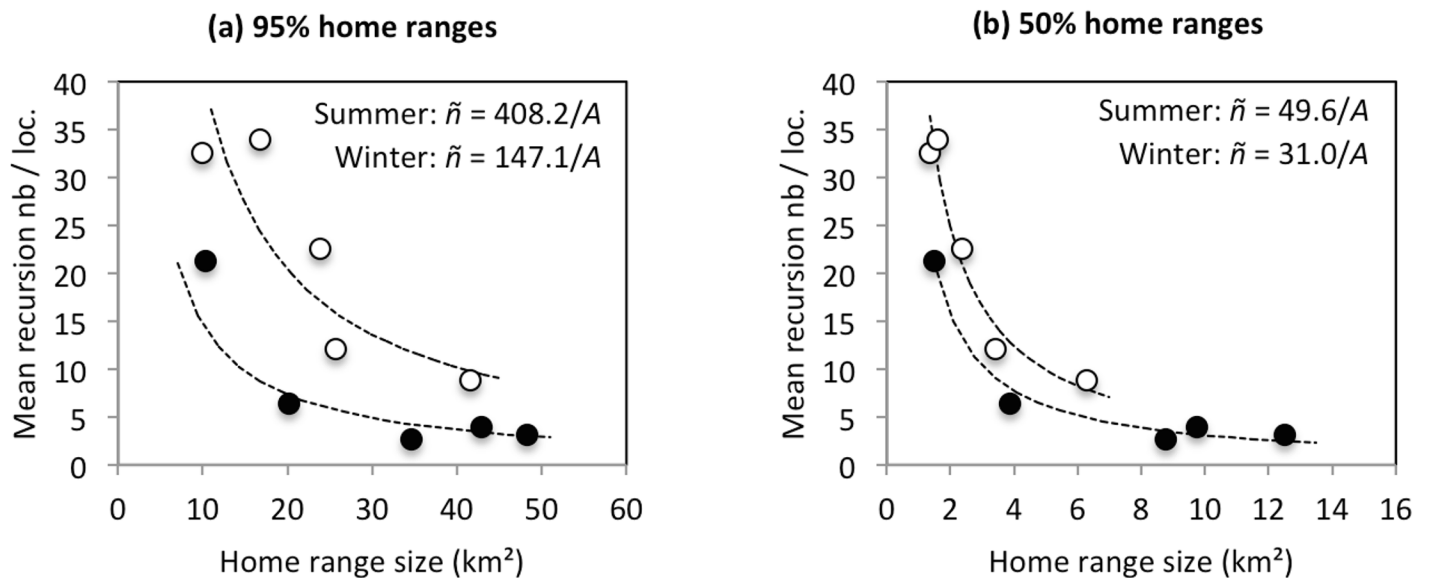 (a) 95% home ranges
Mean recursion nb / loc.
40
35
30
25
20
15
10
5
0
Summer: ñ = 408.2/A
Winter: ñ = 147.1/A
0 10 20 30 40 50 60
Home range size (km²)
(b) 50% home ranges
Mean recursion nb / loc.
40
35
30
25
20
15
10
5
0
Summer: ñ = 49.6/A
Winter: ñ = 31.0/A
0 2 4 6 8 10 12 14 16
Home range size (km²)